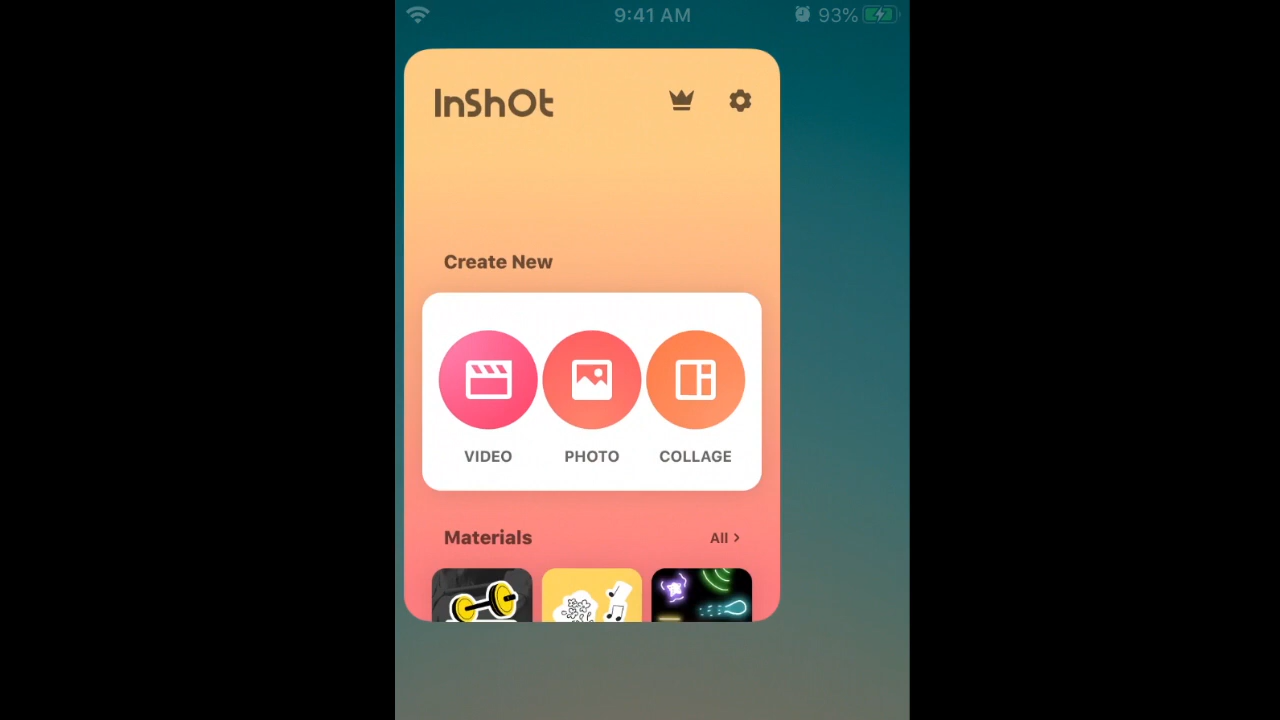 9:41 AM
93%
InShOt
Create New
VIDEO PHOTO COLLAGE
Materials All >